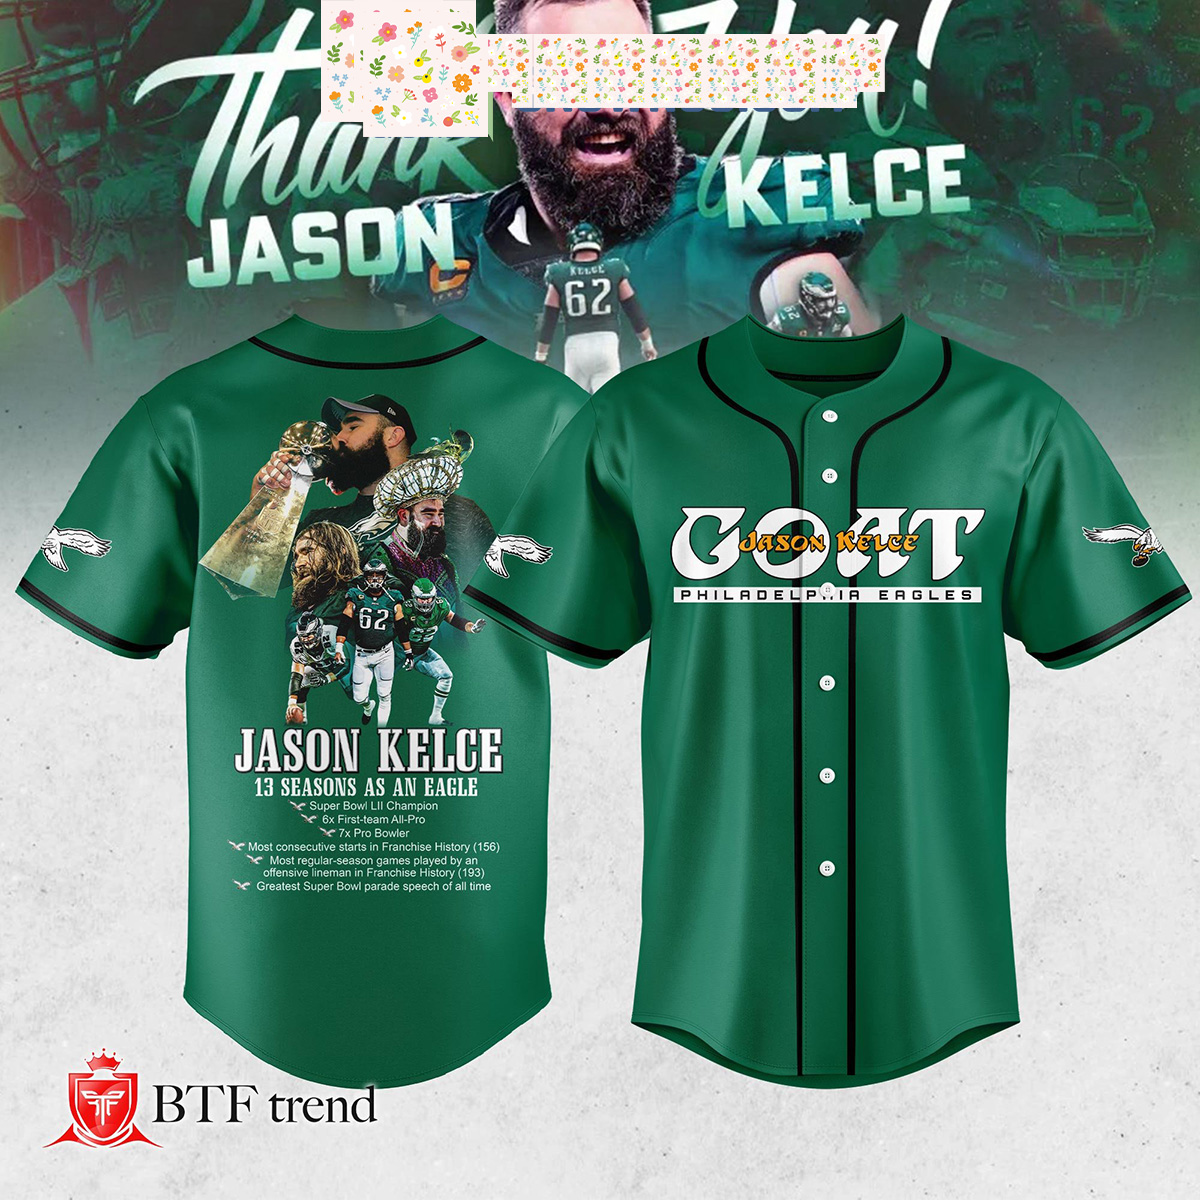 Thank You!
JASON KELCE
KELCE
62
62
JASON KELCE
13 SEASONS AS AN EAGLE
Super Bowl LII Champion
6x First-team All-Pro
7x Pro Bowler
Most consecutive starts in Franchise History (156)
Most regular-season games played by an
offensive lineman in Franchise History (193)
Greatest Super Bowl parade speech of all time
GOAT
JASON KELCE
PHILADELPHIA EAGLES
BTF trend